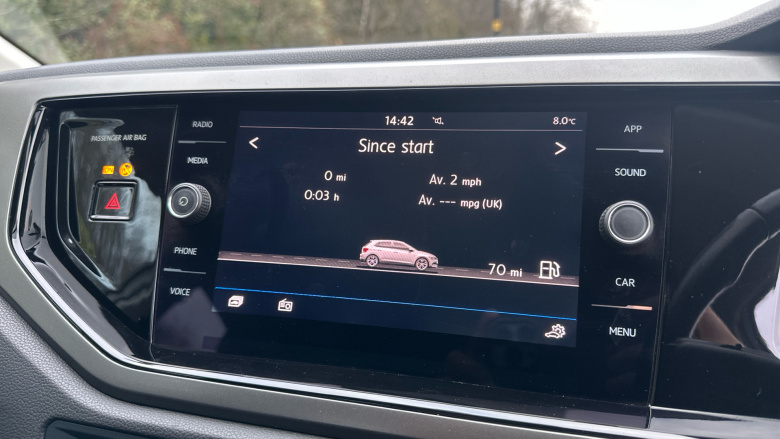 PASSENGER AIR BAG
RADIO
MEDIA
PHONE
VOICE
14:42 8.0°C
< Since start >
0 mi Av. 2 mph
0:03 h Av. --- mpg (UK)
70 mi
APP
SOUND
CAR
MENU